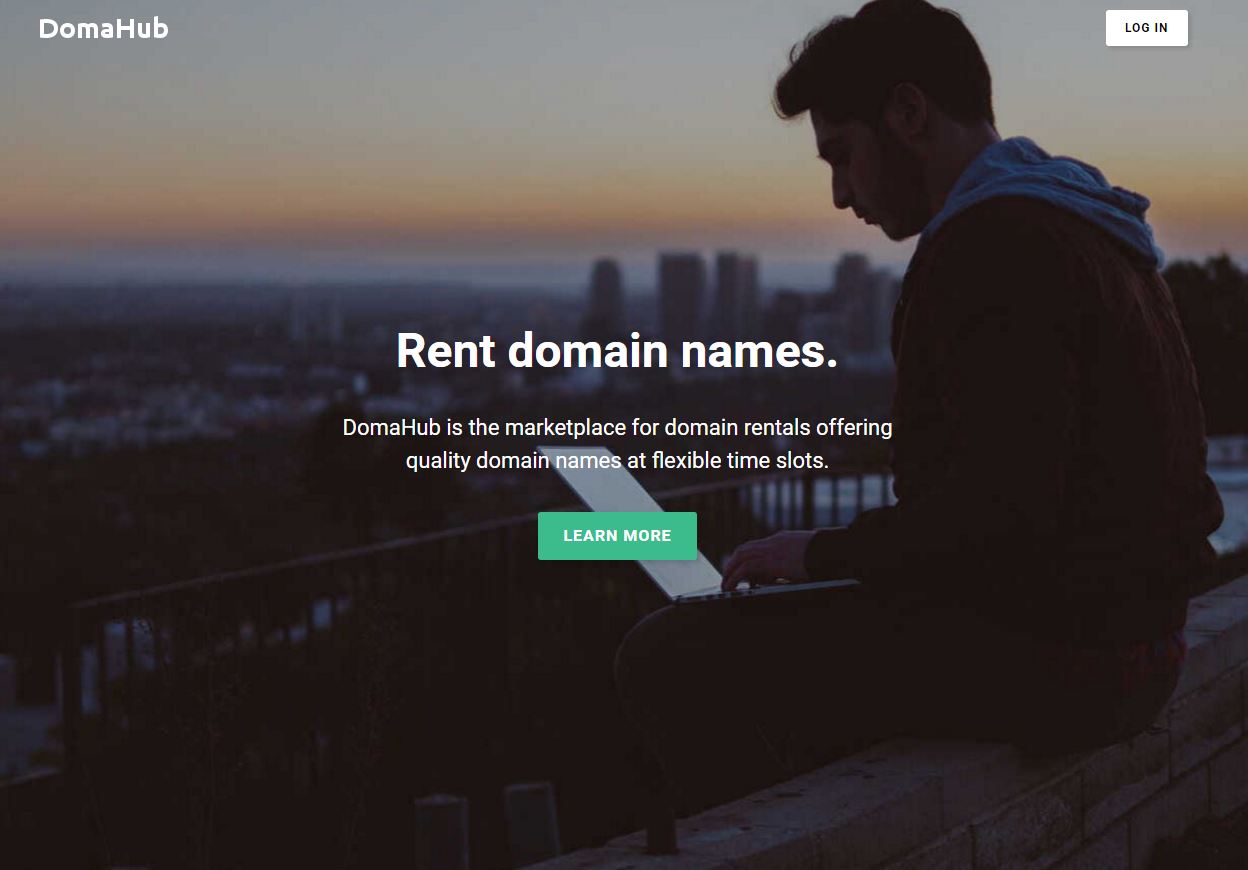 DomaHub
LOG IN
Rent domain names.
DomaHub is the marketplace for domain rentals offering
quality domain names at flexible time slots.
LEARN MORE